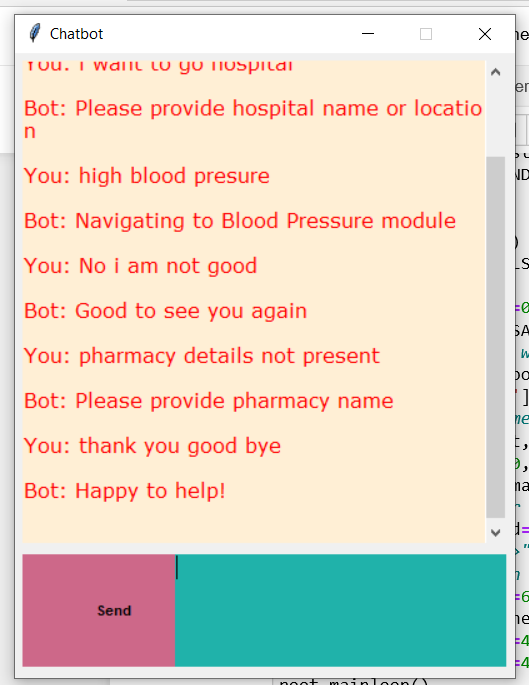 Chatbot
You: i want to go hospital
Bot: Please provide hospital name or locatio
n
You: high blood presure
Bot: Navigating to Blood Pressure module
You: No i am not good
Bot: Good to see you again
You: pharmacy details not present
Bot: Please provide pharmacy name
You: thank you good bye
Bot: Happy to help!
Send
root.mainloop()